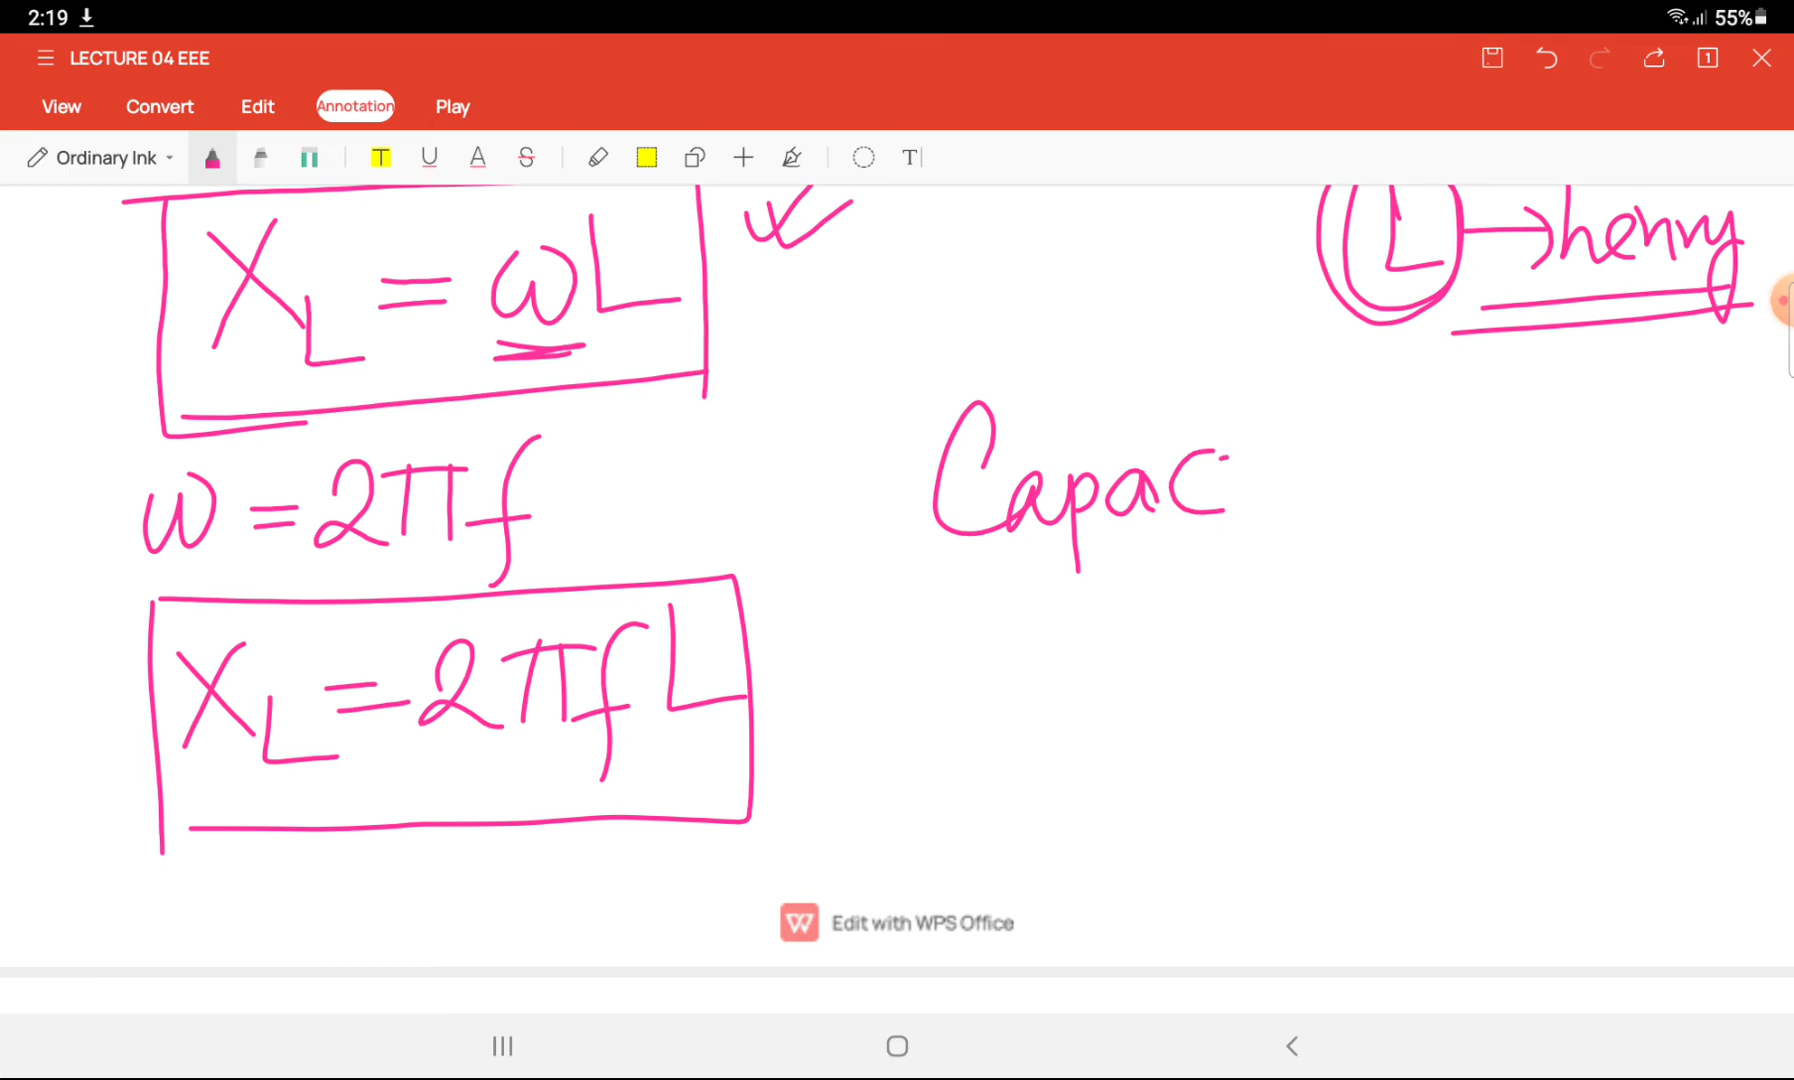 2:19 55%
LECTURE 04 EEE 1
View Convert Edit Annotation Play
Ordinary Ink T U A S T
X_L = ωL
L → henry
ω = 2πf
Capac
X_L = 2πfL
W Edit with WPS Office